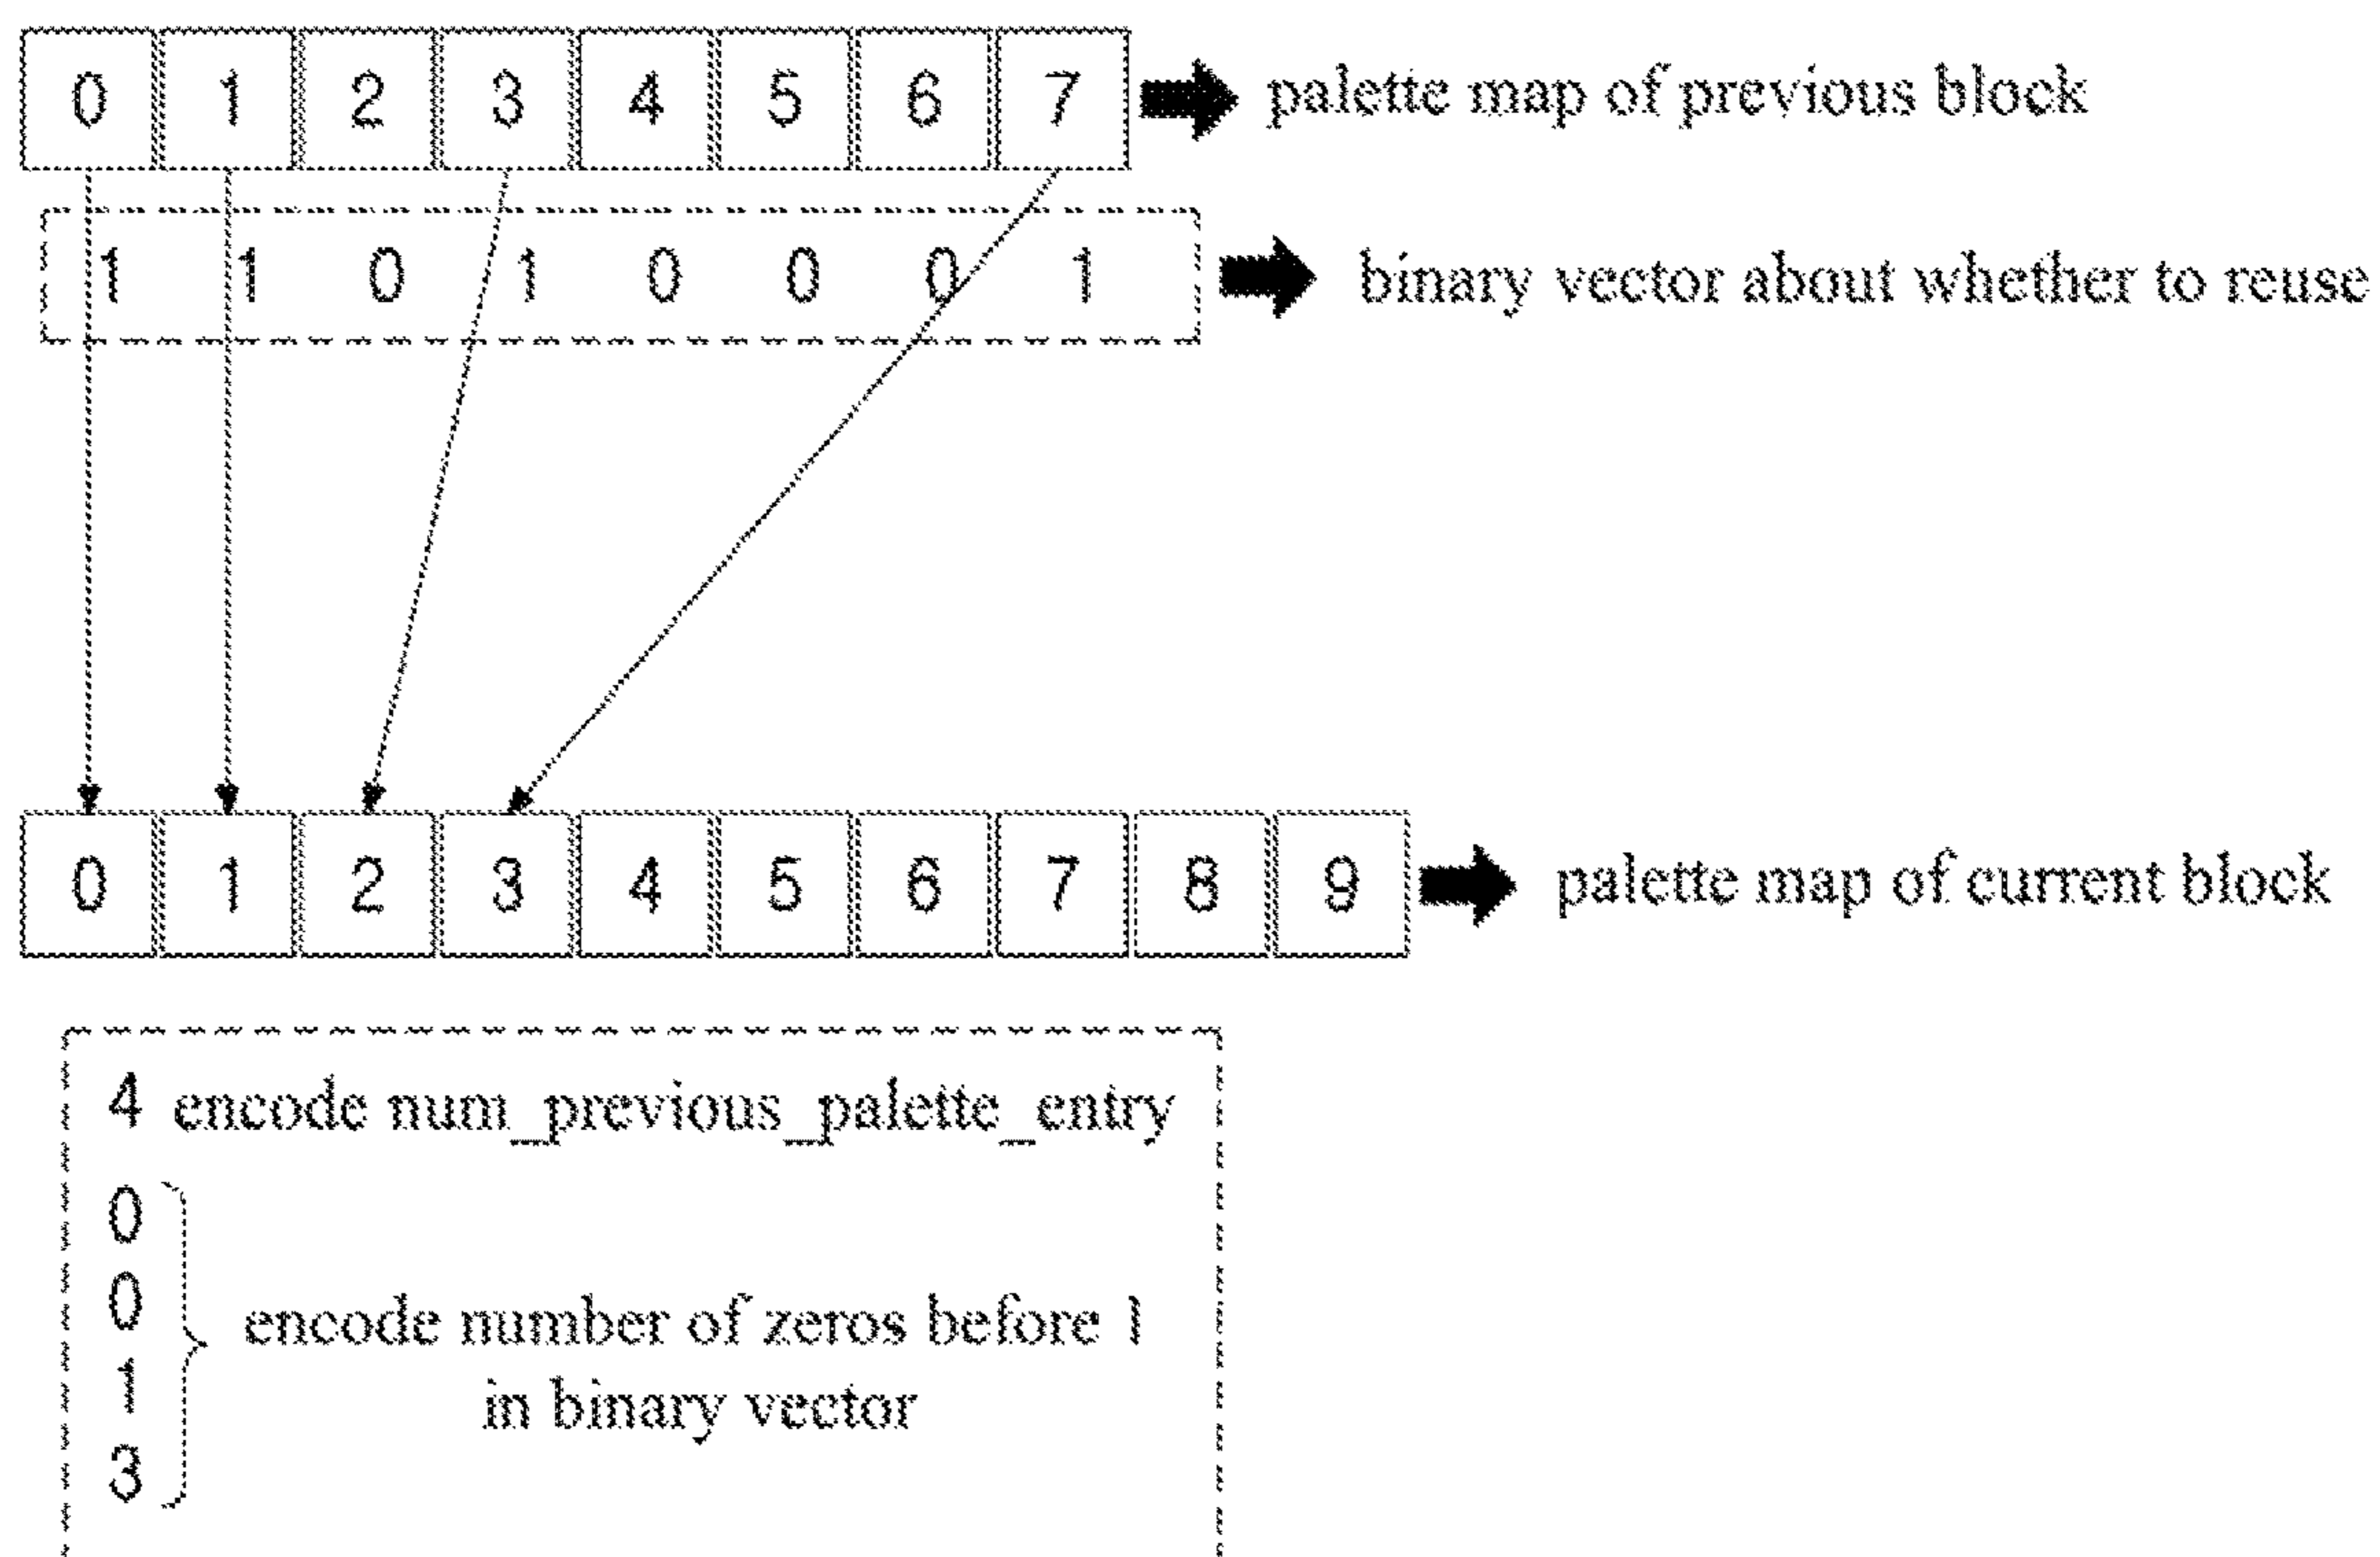 0 1 2 3 4 5 6 7 palette map of previous block
1 1 0 1 0 0 0 1 binary vector about whether to reuse
0 1 2 3 4 5 6 7 8 9 palette map of current block
4 encode num_previous_palette_entry
0
0
encode number of zeros before 1
1
in binary vector
3